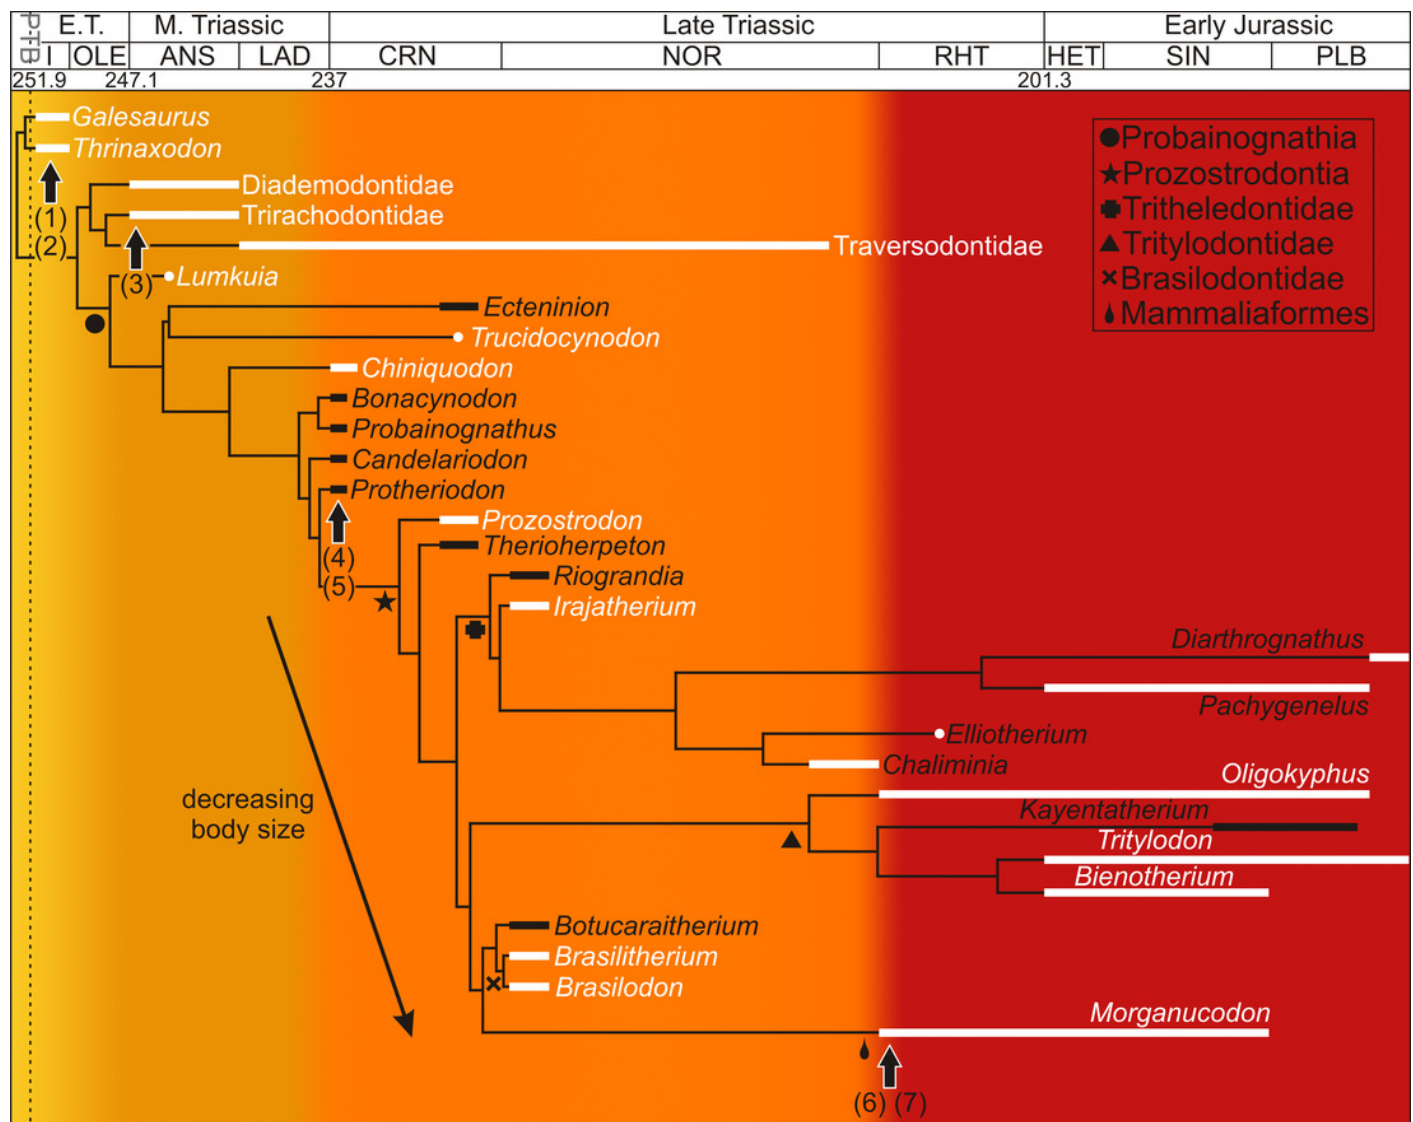 E.T. M. Triassic Late Triassic Early Jurassic
PTB I OLE ANS LAD CRN NOR RHT HET SIN PLB
251.9 247.1 237 201.3
Galesaurus
Thrinaxodon
Probainognathia
Prozostrodontia
Tritheledontidae
Tritylodontidae
Brasilodontidae
Mammaliaformes
Diademodontidae
(1) Trirachodontidae
(2) Traversodontidae
(3) Lumkuia
Ecteninion
Trucidocynodon
Chiniquodon
Bonacynodon
Probainognathus
Candelariodon
Protheriodon
Prozostrodon
Therioherpeton
(4)
(5)
Riograndia
Irajatherium
Diarthrognathus
Pachygenelus
Elliotherium
Chaliminia
Oligokyphus
decreasing
body size
Kayentatherium
Tritylodon
Bienotherium
Botucaraitherium
Brasilitherium
Brasilodon
Morganucodon
(6) (7)